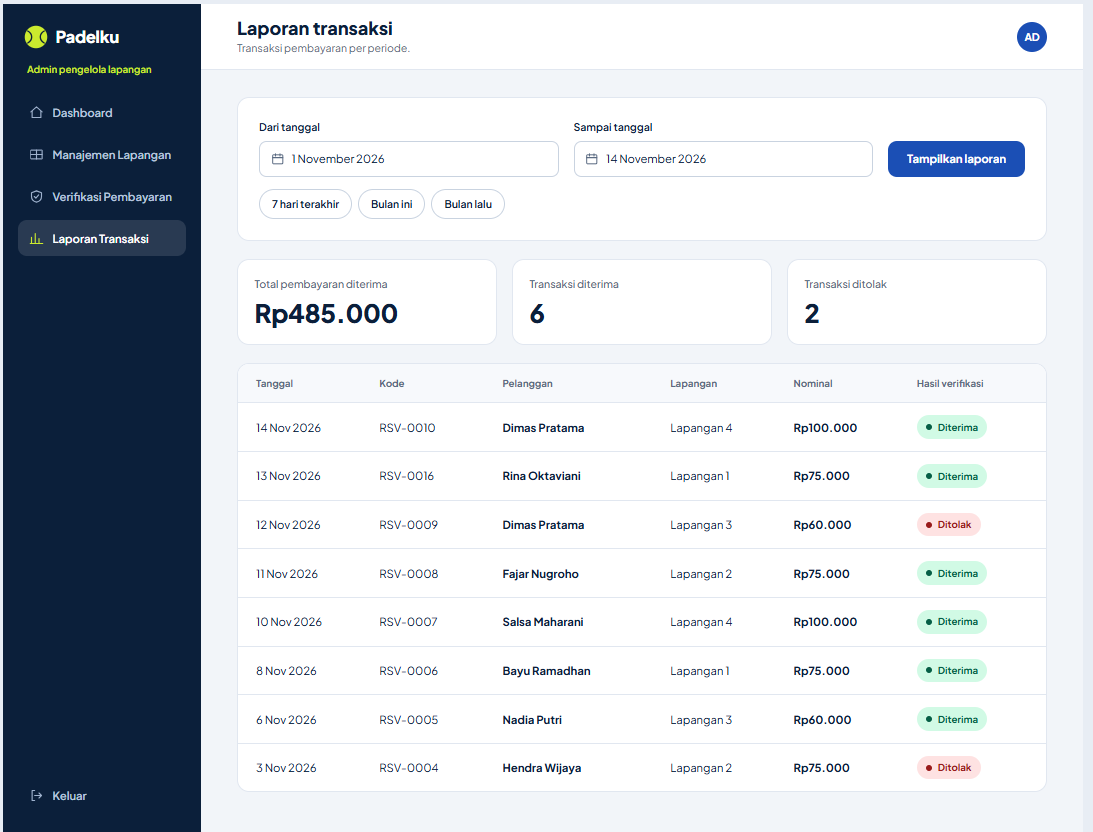 Padelku
Admin pengelola lapangan
Dashboard
Manajemen Lapangan
Verifikasi Pembayaran
Laporan Transaksi
Keluar
Laporan transaksi
Transaksi pembayaran per periode.
AD
Dari tanggal
1 November 2026
Sampai tanggal
14 November 2026
Tampilkan laporan
7 hari terakhir
Bulan ini
Bulan lalu
Total pembayaran diterima
Rp485.000
Transaksi diterima
6
Transaksi ditolak
2
Tanggal Kode Pelanggan Lapangan Nominal Hasil verifikasi
14 Nov 2026 RSV-0010 Dimas Pratama Lapangan 4 Rp100.000 Diterima
13 Nov 2026 RSV-0016 Rina Oktaviani Lapangan 1 Rp75.000 Diterima
12 Nov 2026 RSV-0009 Dimas Pratama Lapangan 3 Rp60.000 Ditolak
11 Nov 2026 RSV-0008 Fajar Nugroho Lapangan 2 Rp75.000 Diterima
10 Nov 2026 RSV-0007 Salsa Maharani Lapangan 4 Rp100.000 Diterima
8 Nov 2026 RSV-0006 Bayu Ramadhan Lapangan 1 Rp75.000 Diterima
6 Nov 2026 RSV-0005 Nadia Putri Lapangan 3 Rp60.000 Diterima
3 Nov 2026 RSV-0004 Hendra Wijaya Lapangan 2 Rp75.000 Ditolak